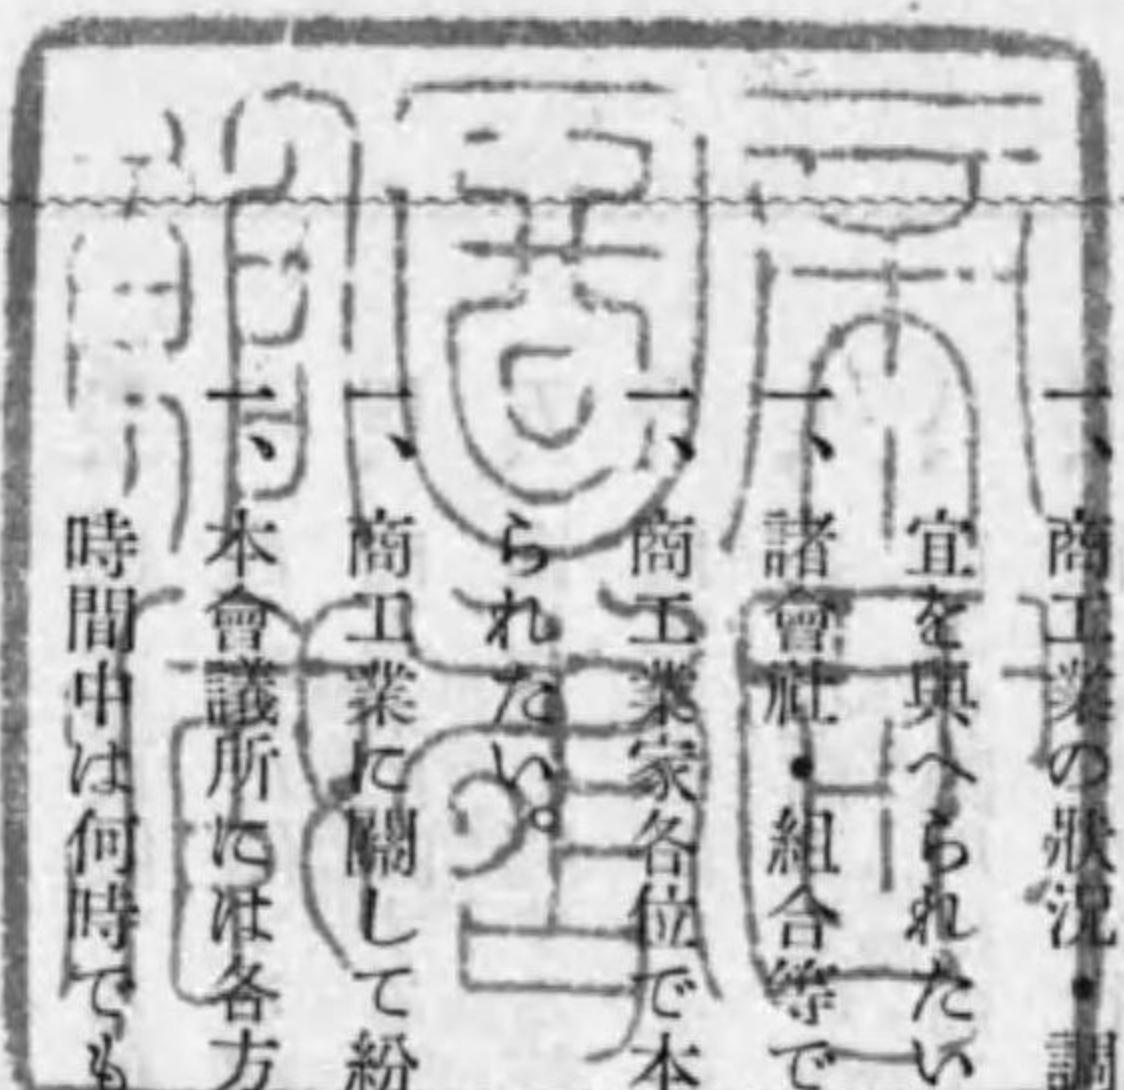 一、商工業の狀況・調
宜を與へられたい
一、諸會社・組合等で
一、商工業家各位で本
られたい。
一、商工業に關して紛
一、本會議所には各方
時間中は何時でも